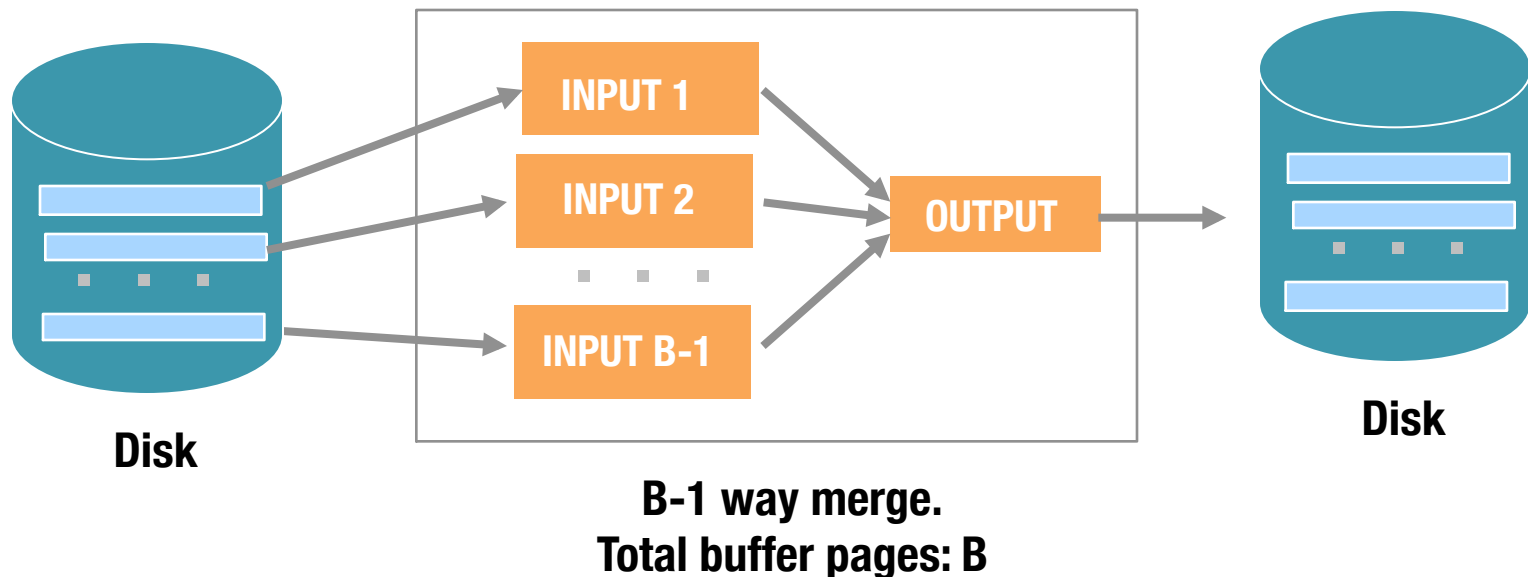 INPUT 1
INPUT 2
OUTPUT
INPUT B-1
Disk
Disk
B-1 way merge.
Total buffer pages: B